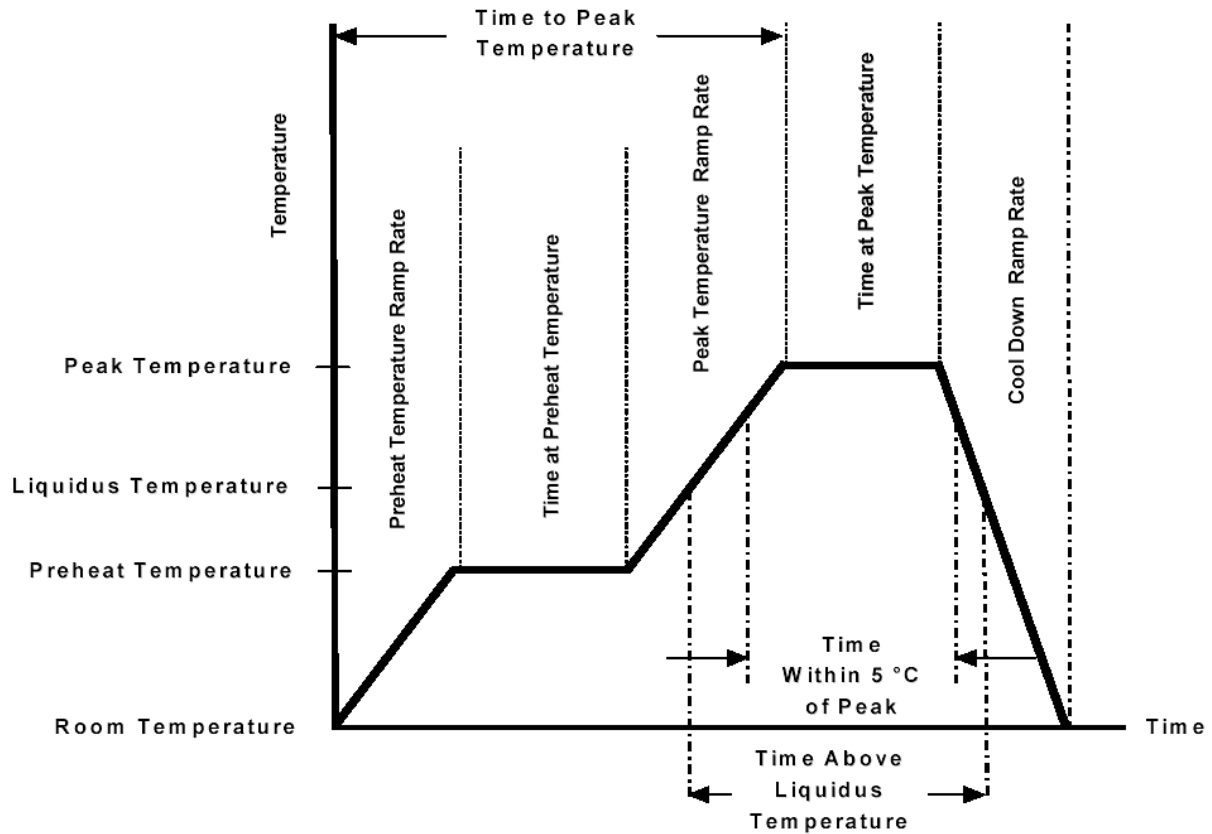 Time to Peak
Temperature
Temperature
Preheat Temperature Ramp Rate
Time at Preheat Temperature
Peak Temperature Ramp Rate
Time at Peak Temperature
Cool Down Ramp Rate
Peak Temperature
Liquidus Temperature
Preheat Temperature
Room Temperature
Time
Within 5 °C
of Peak
Time
Time Above
Liquidus
Temperature